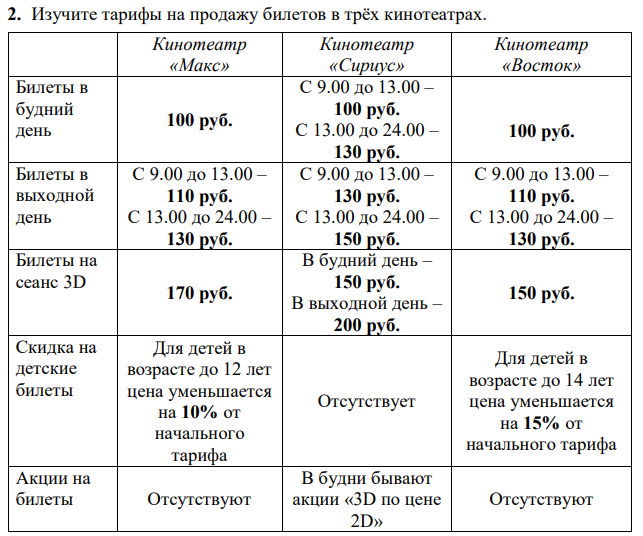 2. Изучите тарифы на продажу билетов в трёх кинотеатрах.
Кинотеатр
«Макс»
Кинотеатр
«Сириус»
Кинотеатр
«Восток»
Билеты в
будний
день
100 руб.
С 9.00 до 13.00 –
100 руб.
С 13.00 до 24.00 –
130 руб.
100 руб.
Билеты в
выходной
день
С 9.00 до 13.00 –
110 руб.
С 13.00 до 24.00 –
130 руб.
С 9.00 до 13.00 –
130 руб.
С 13.00 до 24.00 –
150 руб.
С 9.00 до 13.00 –
110 руб.
С 13.00 до 24.00 –
130 руб.
Билеты на
сеанс 3D
170 руб.
В будний день –
150 руб.
В выходной день –
200 руб.
150 руб.
Скидка на
детские
билеты
Для детей в
возрасте до 12 лет
цена уменьшается
на 10% от
начального
тарифа
Отсутствует
Для детей в
возрасте до 14 лет
цена уменьшается
на 15% от
начального тарифа
Акции на
билеты
Отсутствуют
В будни бывают
акции «3D по цене
2D»
Отсутствуют